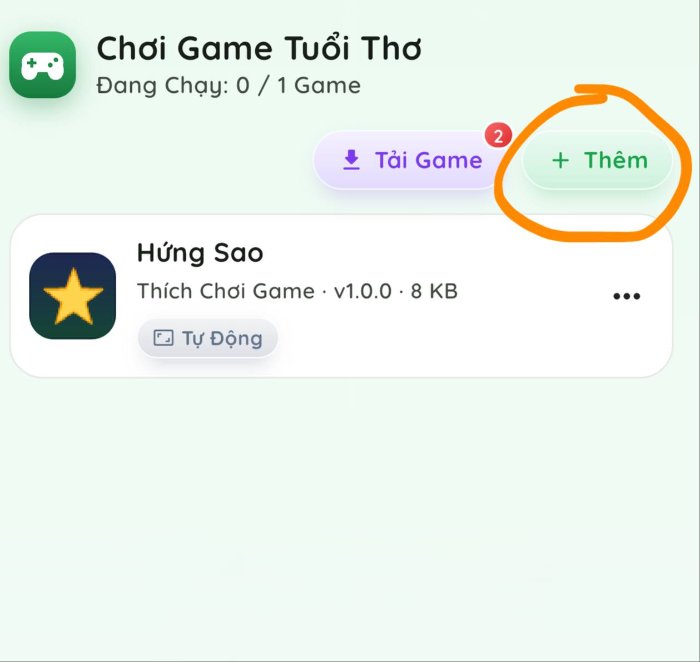 Chơi Game Tuổi Thơ
Đang Chạy: 0 / 1 Game
2
Tải Game
+ Thêm
Hứng Sao
Thích Chơi Game · v1.0.0 · 8 KB
Tự Động